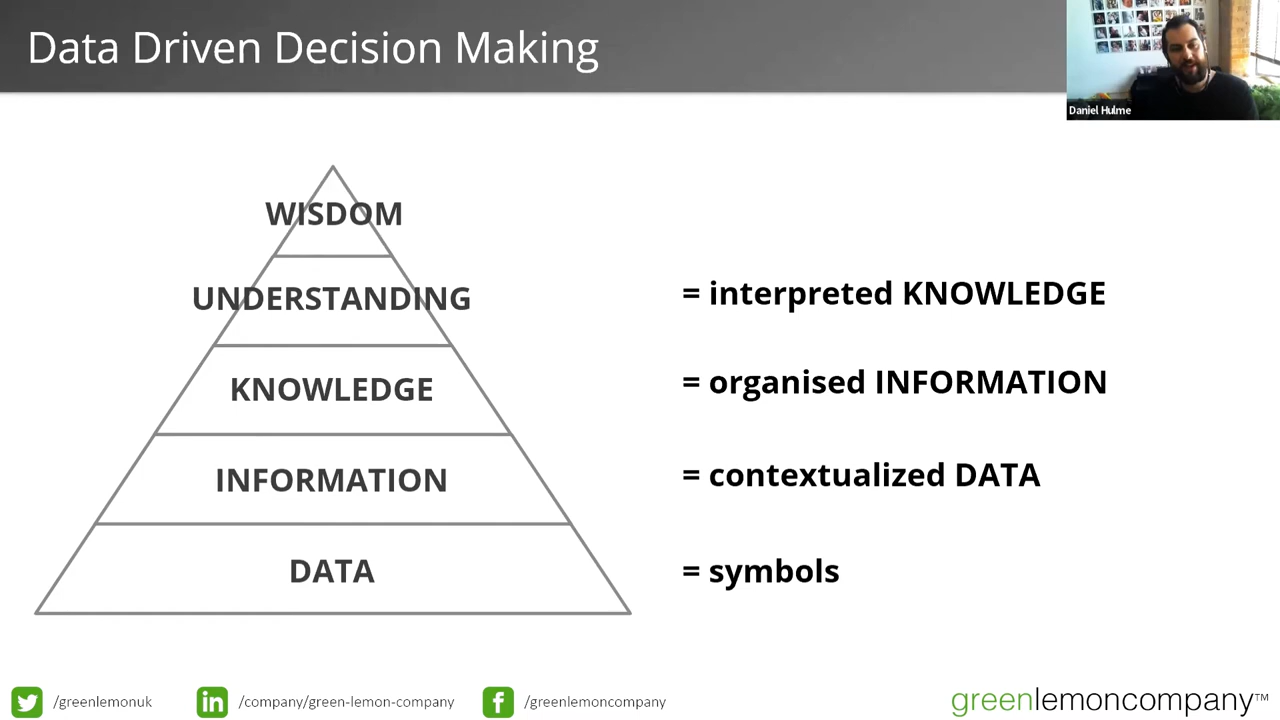 Data Driven Decision Making
Daniel Hulme
WISDOM
UNDERSTANDING
= interpreted KNOWLEDGE
KNOWLEDGE
= organised INFORMATION
INFORMATION
= contextualized DATA
DATA
= symbols
/greenlemonuk
/company/green-lemon-company
/greenlemoncompany
greenlemoncompany™